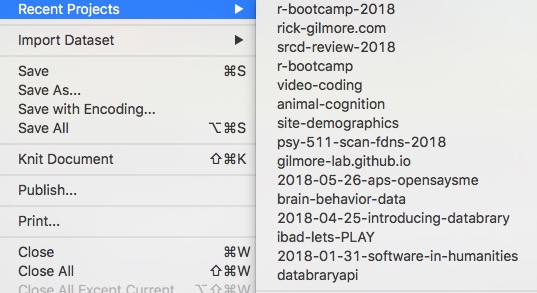 Recent Projects ▶
Import Dataset ▶
Save ⌘S
Save As...
Save with Encoding...
Save All ⌥⌘S
Knit Document ⇧⌘K
Publish...
Print...
Close ⌘W
Close All ⇧⌘W
Close All Except Current ⌥⇧⌘W
r-bootcamp-2018
rick-gilmore.com
srcd-review-2018
r-bootcamp
video-coding
animal-cognition
site-demographics
psy-511-scan-fdns-2018
gilmore-lab.github.io
2018-05-26-aps-opensaysme
brain-behavior-data
2018-04-25-introducing-databrary
ibad-lets-PLAY
2018-01-31-software-in-humanities
databraryapi